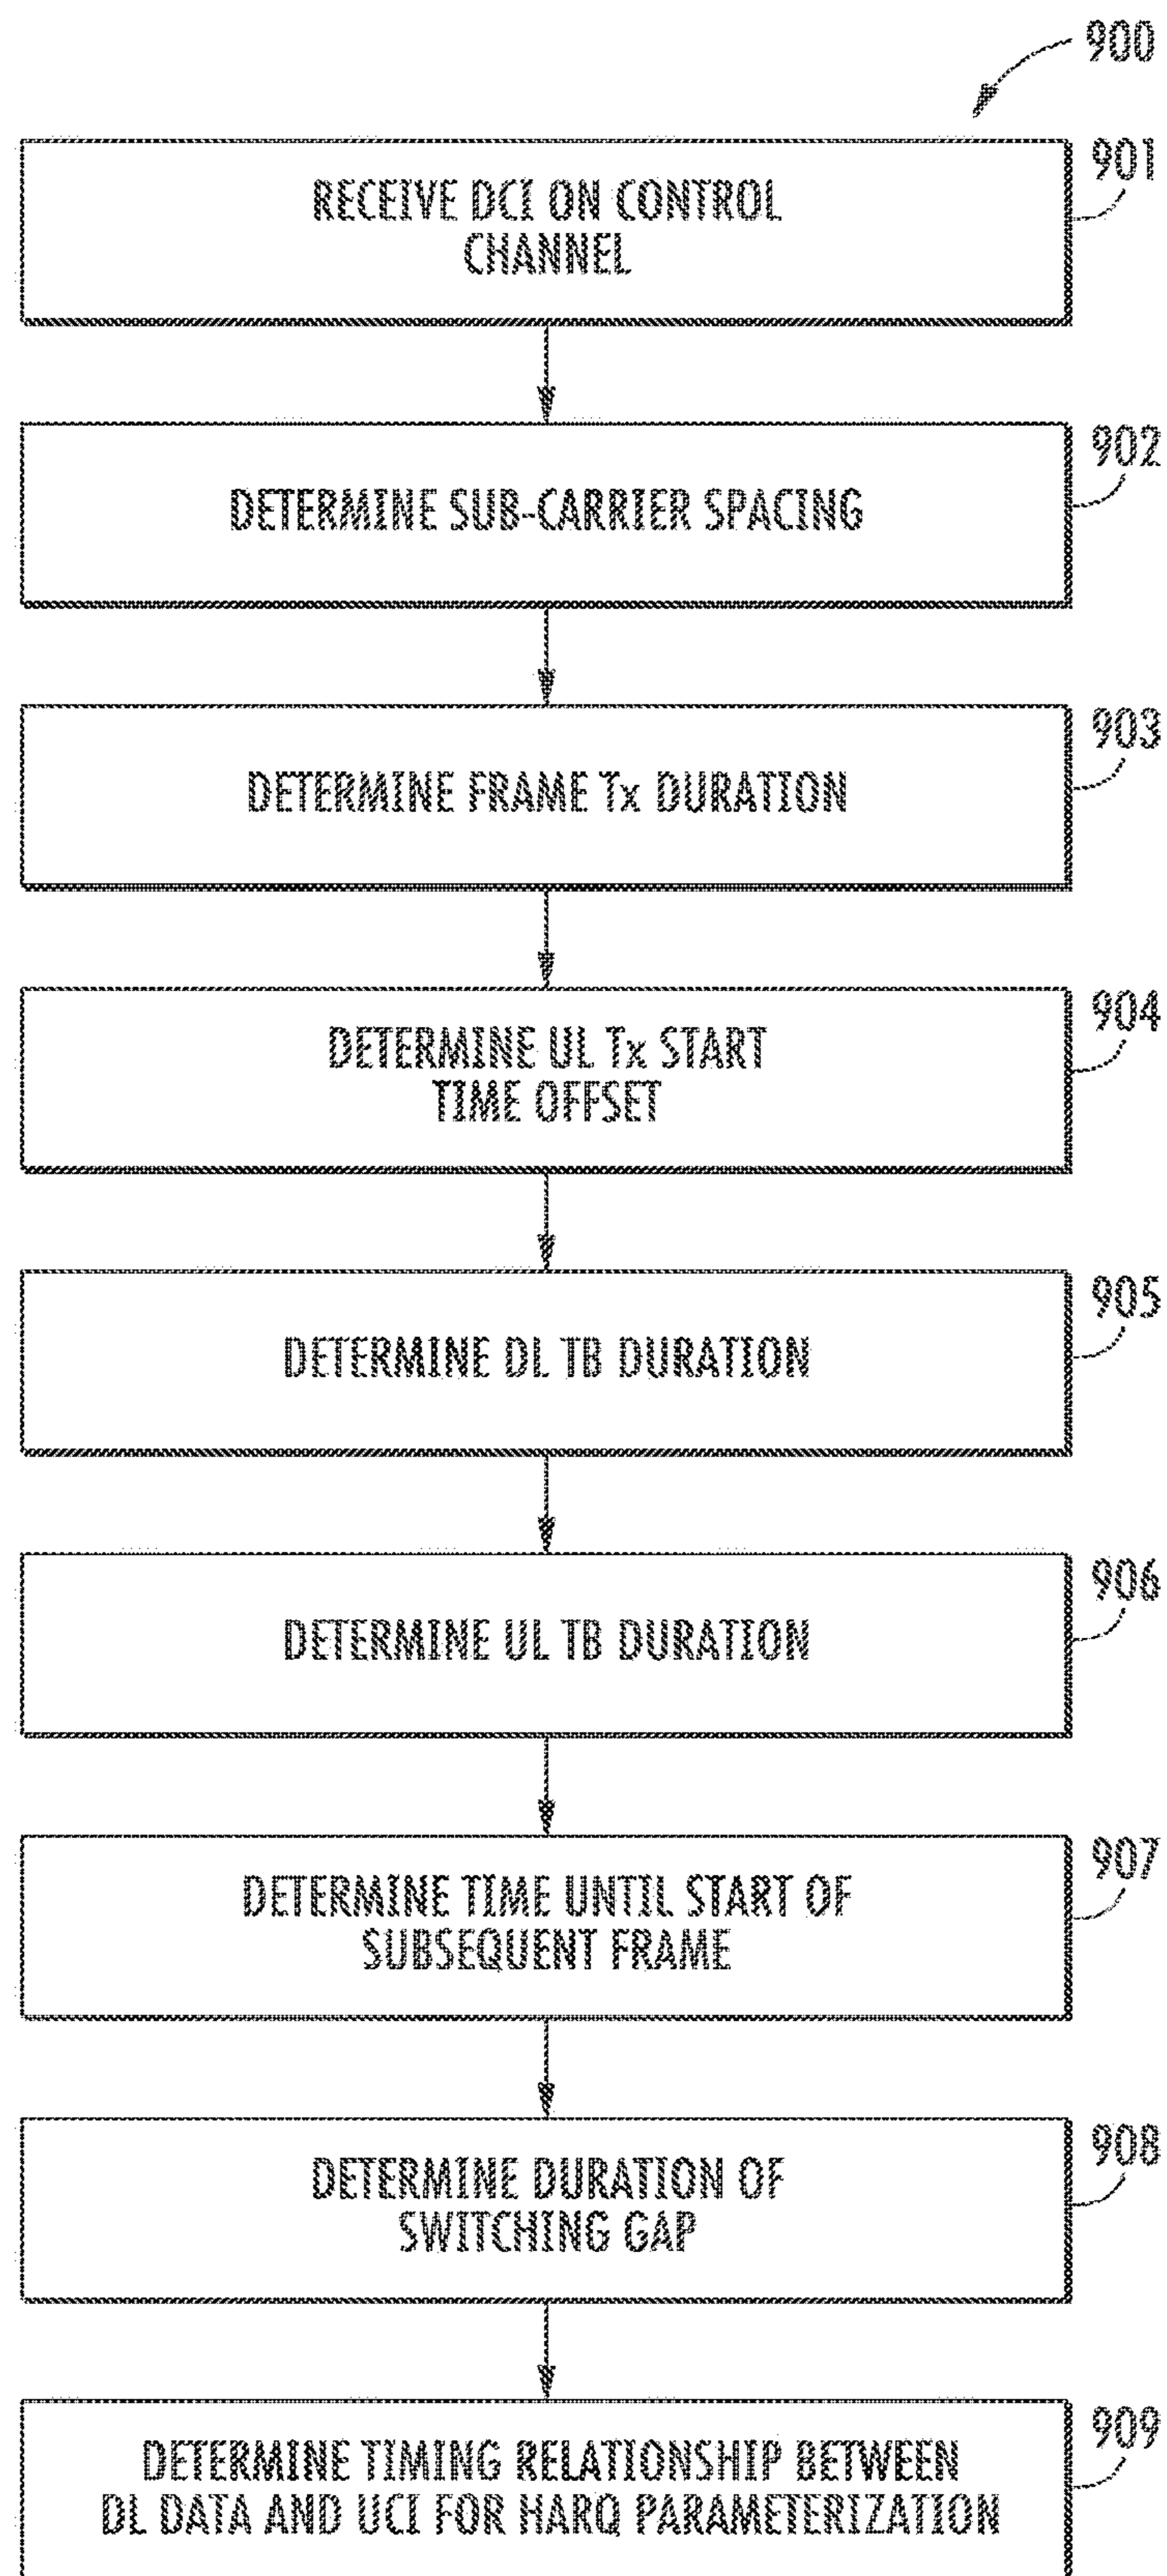 900
901
RECEIVE DCI ON CONTROL
CHANNEL
902
DETERMINE SUB-CARRIER SPACING
903
DETERMINE FRAME Tx DURATION
904
DETERMINE UL Tx START
TIME OFFSET
905
DETERMINE DL TB DURATION
906
DETERMINE UL TB DURATION
907
DETERMINE TIME UNTIL START OF
SUBSEQUENT FRAME
908
DETERMINE DURATION OF
SWITCHING GAP
909
DETERMINE TIMING RELATIONSHIP BETWEEN
DL DATA AND UCI FOR HARQ PARAMETERIZATION